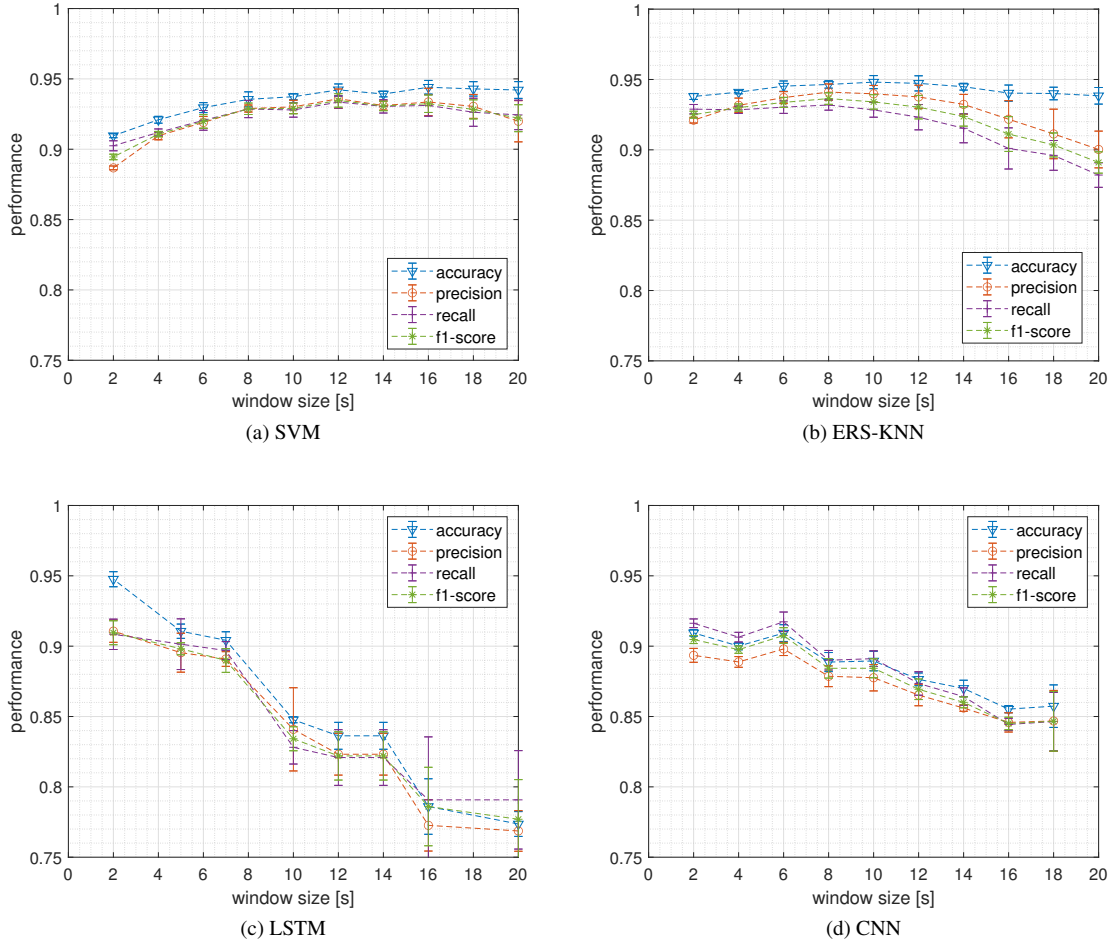 1
0.95
0.9
0.85
0.8
0.75
performance
accuracy
precision
recall
f1-score
0 2 4 6 8 10 12 14 16 18 20
window size [s]
(a) SVM
1
0.95
0.9
0.85
0.8
0.75
performance
accuracy
precision
recall
f1-score
0 2 4 6 8 10 12 14 16 18 20
window size [s]
(b) ERS-KNN
1
0.95
0.9
0.85
0.8
0.75
performance
accuracy
precision
recall
f1-score
0 2 4 6 8 10 12 14 16 18 20
window size [s]
(c) LSTM
1
0.95
0.9
0.85
0.8
0.75
performance
accuracy
precision
recall
f1-score
0 2 4 6 8 10 12 14 16 18 20
window size [s]
(d) CNN